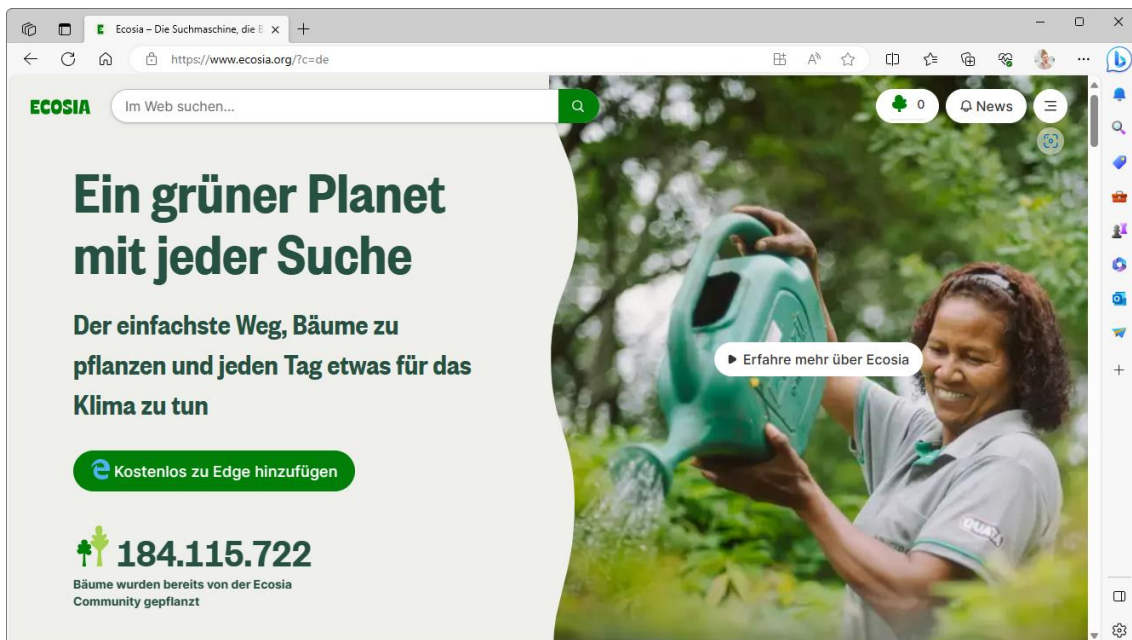 Ecosia – Die Suchmaschine, die B
https://www.ecosia.org/?c=de
ECOSIA
Im Web suchen...
0
News
Ein grüner Planet
mit jeder Suche
Der einfachste Weg, Bäume zu
pflanzen und jeden Tag etwas für das
Klima zu tun
Erfahre mehr über Ecosia
Kostenlos zu Edge hinzufügen
184.115.722
Bäume wurden bereits von der Ecosia
Community gepflanzt